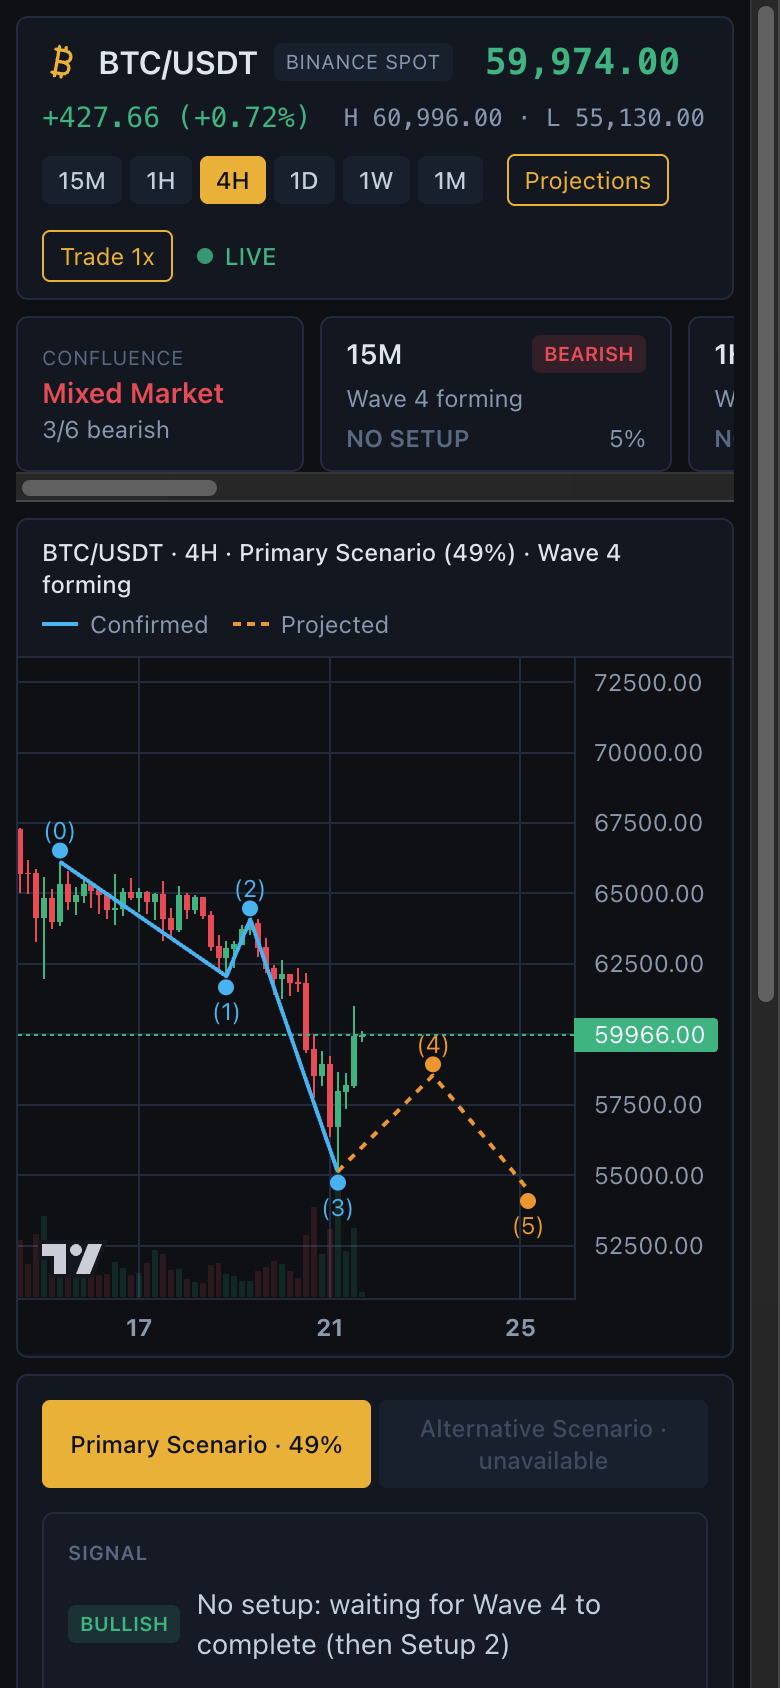 BTC/USDT BINANCE SPOT 59,974.00
+427.66 (+0.72%) H 60,996.00 · L 55,130.00
15M 1H 4H 1D 1W 1M Projections
Trade 1x LIVE
CONFLUENCE
Mixed Market
3/6 bearish
15M BEARISH
Wave 4 forming
NO SETUP 5%
BTC/USDT · 4H · Primary Scenario (49%) · Wave 4
forming
Confirmed Projected
72500.00
70000.00
67500.00
(0)
(2)
65000.00
62500.00
(1)
59966.00
(4)
57500.00
55000.00
(3)
(5)
52500.00
17 21 25
Primary Scenario · 49%
Alternative Scenario ·
unavailable
SIGNAL
BULLISH
No setup: waiting for Wave 4 to
complete (then Setup 2)